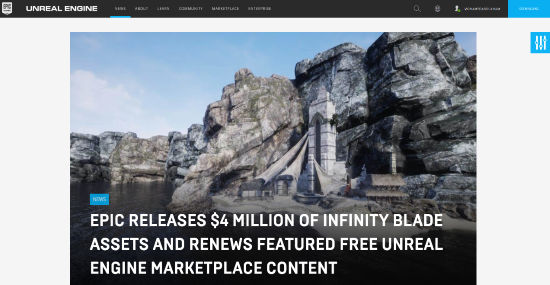 EPIC GAMES
UNREAL ENGINE
NEWS ABOUT LEARN COMMUNITY MARKETPLACE ENTERPRISE
DOWNLOAD
NEWS
EPIC RELEASES $4 MILLION OF INFINITY BLADE
ASSETS AND RENEWS FEATURED FREE UNREAL
ENGINE MARKETPLACE CONTENT